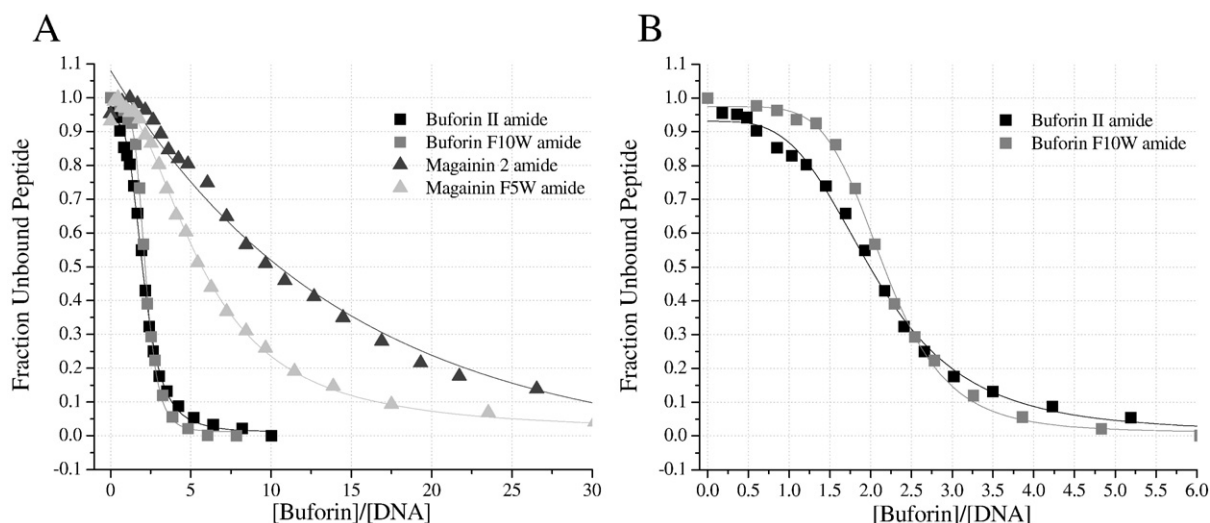 A
Fraction Unbound Peptide
1.1
1.0
0.9
0.8
0.7
0.6
0.5
0.4
0.3
0.2
0.1
0.0
-0.1
Buforin II amide
Buforin F10W amide
Magainin 2 amide
Magainin F5W amide
0 5 10 15 20 25 30
[Buforin]/[DNA]
B
Fraction Unbound Peptide
1.1
1.0
0.9
0.8
0.7
0.6
0.5
0.4
0.3
0.2
0.1
0.0
-0.1
Buforin II amide
Buforin F10W amide
0.0 0.5 1.0 1.5 2.0 2.5 3.0 3.5 4.0 4.5 5.0 5.5 6.0
[Buforin]/[DNA]